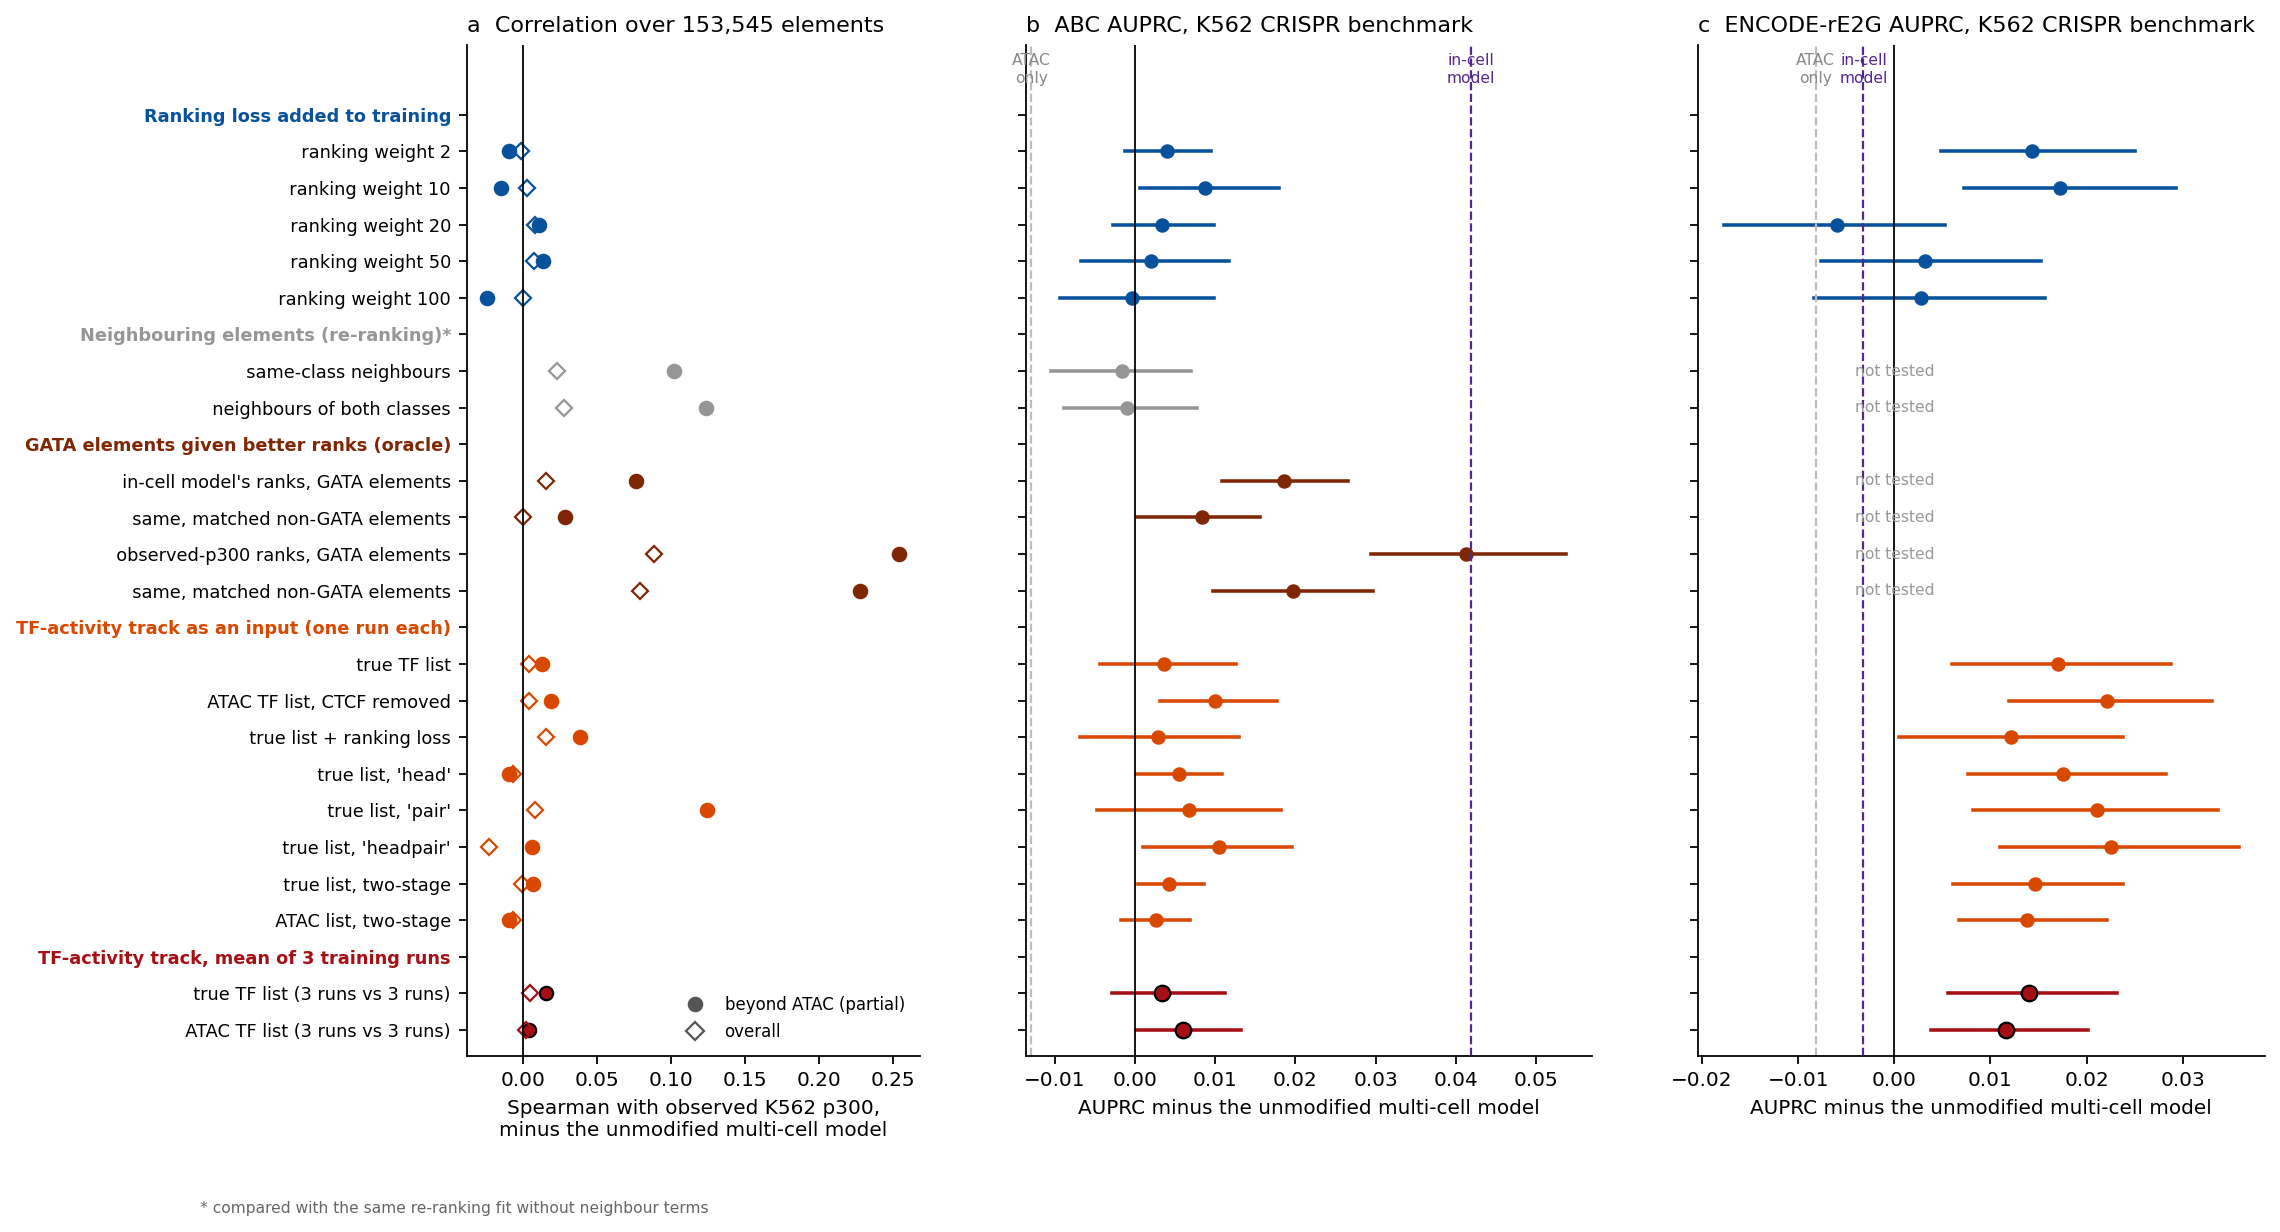 a  Correlation over 153,545 elements
b  ABC AUPRC, K562 CRISPR benchmark
c  ENCODE-rE2G AUPRC, K562 CRISPR benchmark
ATAC
only
in-cell
model
ATAC
only
in-cell
model
Ranking loss added to training
ranking weight 2
ranking weight 10
ranking weight 20
ranking weight 50
ranking weight 100
Neighbouring elements (re-ranking)*
same-class neighbours
not tested
neighbours of both classes
not tested
GATA elements given better ranks (oracle)
in-cell model's ranks, GATA elements
not tested
same, matched non-GATA elements
not tested
observed-p300 ranks, GATA elements
not tested
same, matched non-GATA elements
not tested
TF-activity track as an input (one run each)
true TF list
ATAC TF list, CTCF removed
true list + ranking loss
true list, 'head'
true list, 'pair'
true list, 'headpair'
true list, two-stage
ATAC list, two-stage
TF-activity track, mean of 3 training runs
true TF list (3 runs vs 3 runs)
ATAC TF list (3 runs vs 3 runs)
beyond ATAC (partial)
overall
0.00 0.05 0.10 0.15 0.20 0.25
−0.01 0.00 0.01 0.02 0.03 0.04 0.05
−0.02 −0.01 0.00 0.01 0.02 0.03
Spearman with observed K562 p300,
minus the unmodified multi-cell model
AUPRC minus the unmodified multi-cell model
AUPRC minus the unmodified multi-cell model
* compared with the same re-ranking fit without neighbour terms